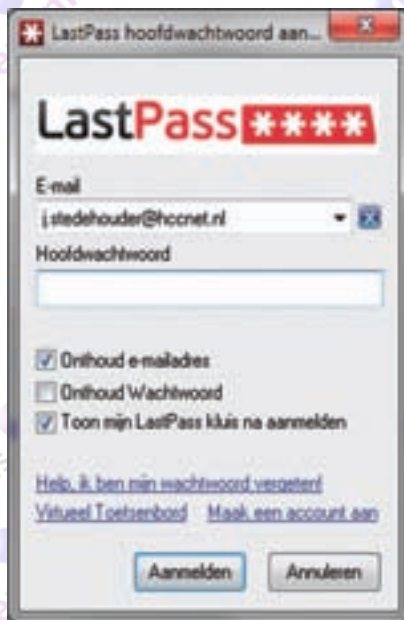 LastPass hoofdwachtwoord aan...
LastPass ****
E-mail
j.stedehouder@hccnet.nl
Hoofdwachtwoord
Onthoud e-mailadres
Onthoud Wachtwoord
Toon mijn LastPass kluis na aanmelden
Help, ik ben mijn wachtwoord vergeten!
Virtueel Toetsenbord Maak een account aan
Aanmelden Annuleren